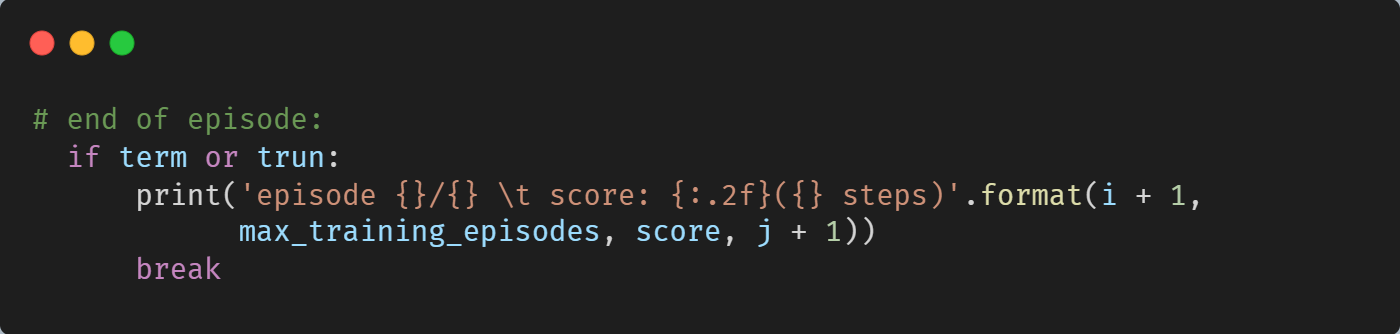 # end of episode:
  if term or trun:
      print('episode {}/{} \t score: {:.2f}({} steps)'.format(i + 1,
            max_training_episodes, score, j + 1))
      break